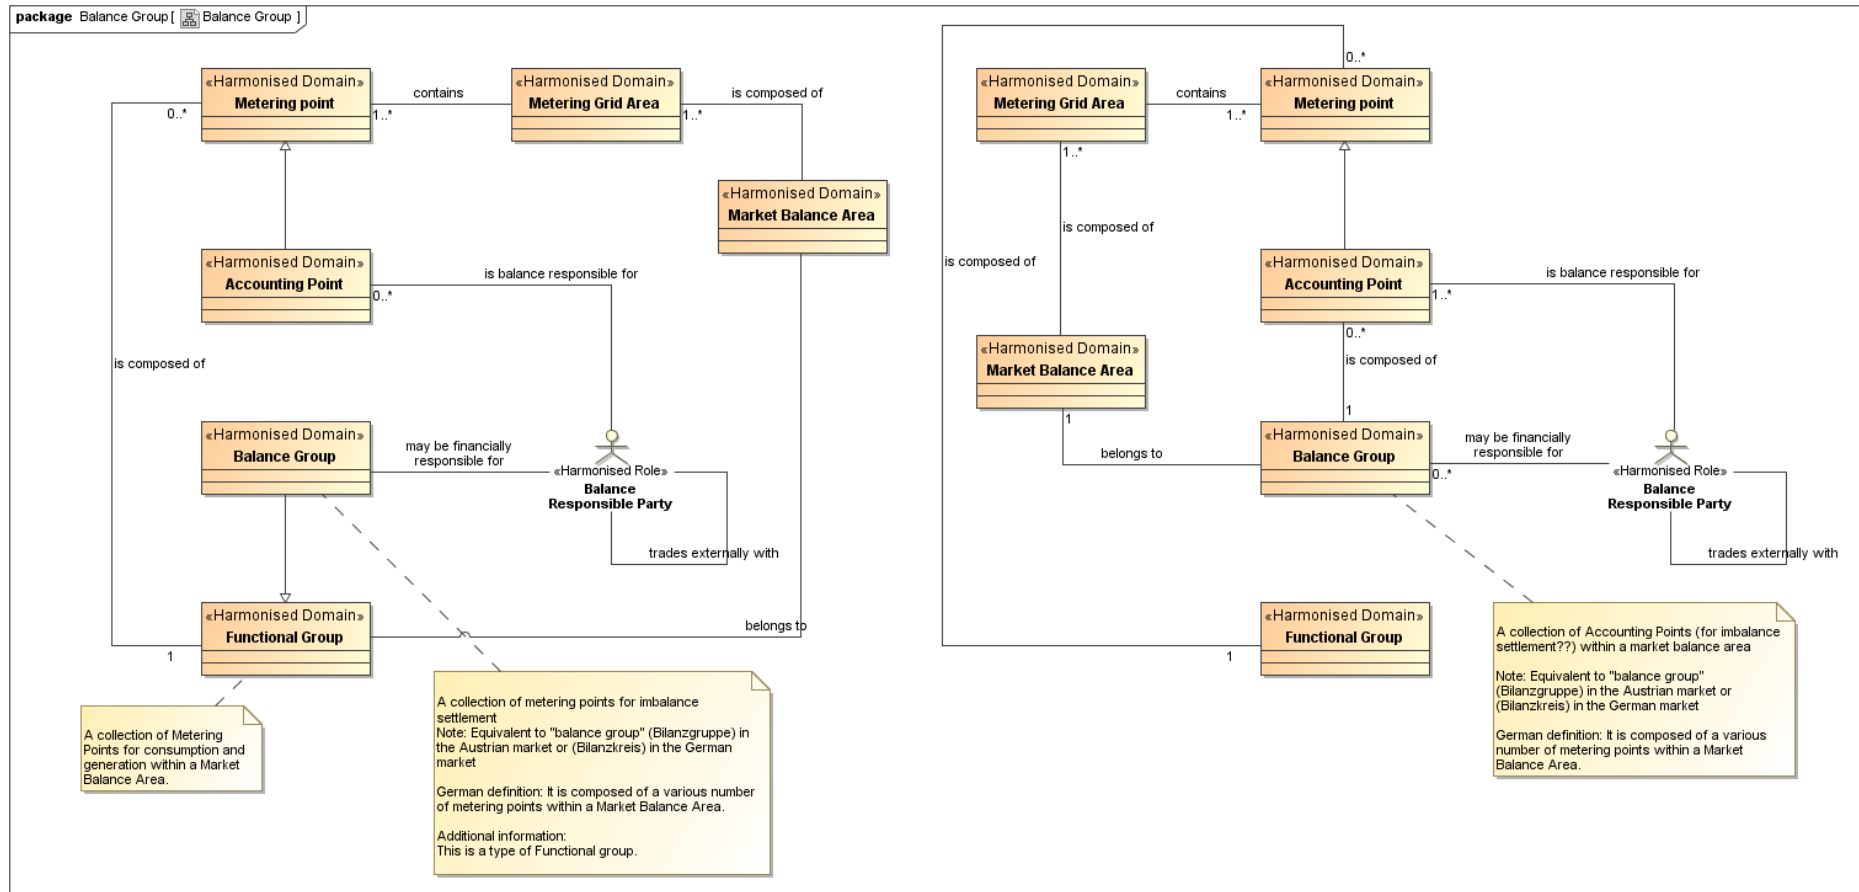 package Balance Group [ Balance Group ]
«Harmonised Domain»
Metering point
0..*
1..*
contains
«Harmonised Domain»
Metering Grid Area
1..*
is composed of
«Harmonised Domain»
Market Balance Area
«Harmonised Domain»
Accounting Point
0..*
is balance responsible for
is composed of
«Harmonised Domain»
Balance Group
may be financially
responsible for
«Harmonised Role»
Balance
Responsible Party
trades externally with
«Harmonised Domain»
Functional Group
1
belongs to
A collection of Metering
Points for consumption and
generation within a Market
Balance Area.
A collection of metering points for imbalance
settlement
Note: Equivalent to "balance group" (Bilanzgruppe) in
the Austrian market or (Bilanzkreis) in the German
market
German definition: It is composed of a various number
of metering points within a Market Balance Area.
Additional information:
This is a type of Functional group.
0..*
«Harmonised Domain»
Metering Grid Area
1..*
contains
1..*
«Harmonised Domain»
Metering point
is composed of
is composed of
«Harmonised Domain»
Accounting Point
1..*
0..*
is balance responsible for
«Harmonised Domain»
Market Balance Area
1
is composed of
1
belongs to
«Harmonised Domain»
Balance Group
0..*
may be financially
responsible for
«Harmonised Role»
Balance
Responsible Party
trades externally with
«Harmonised Domain»
Functional Group
1
A collection of Accounting Points (for imbalance
settlement??) within a market balance area
Note: Equivalent to "balance group"
(Bilanzgruppe) in the Austrian market or
(Bilanzkreis) in the German market
German definition: It is composed of a various
number of metering points within a Market
Balance Area.